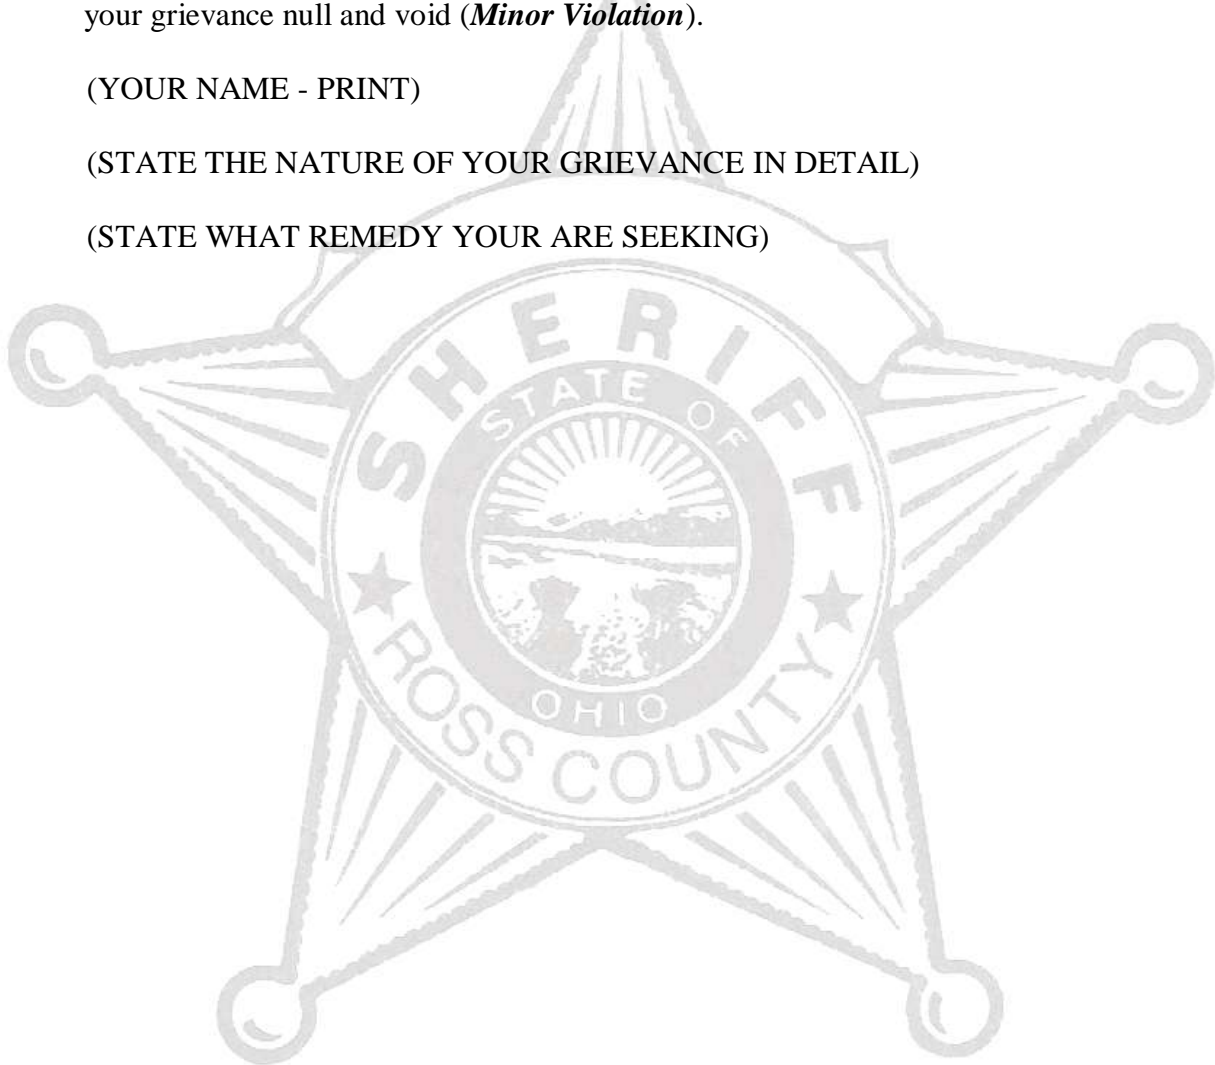 your grievance null and void (Minor Violation).
(YOUR NAME - PRINT)
(STATE THE NATURE OF YOUR GRIEVANCE IN DETAIL)
(STATE WHAT REMEDY YOUR ARE SEEKING)
SHERIFF
STATE OF
OHIO
ROSS COUNTY